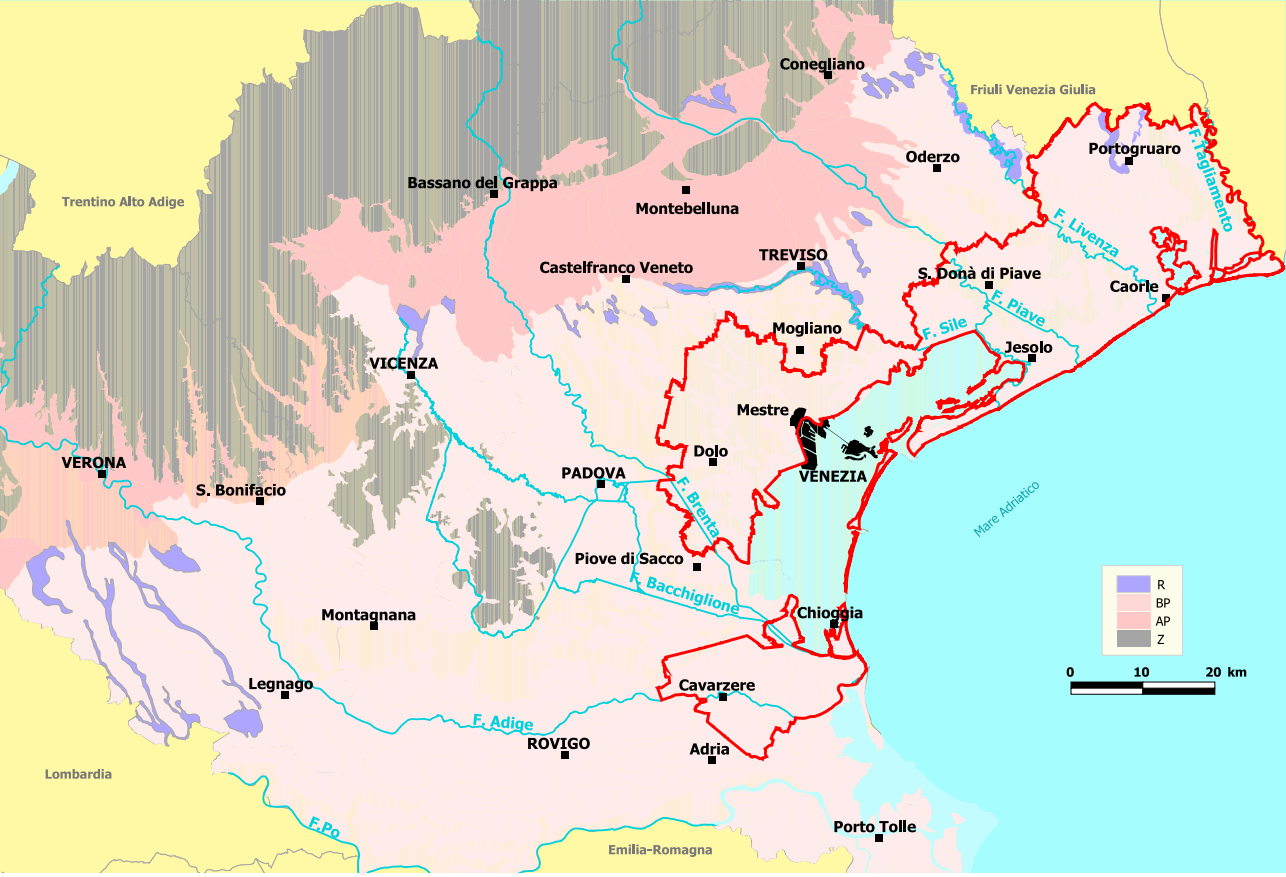 Conegliano
Friuli Venezia Giulia
Portogruaro
Oderzo
F.Tagliamento
Bassano del Grappa
Trentino Alto Adige
Montebelluna
F. Livenza
TREVISO
Castelfranco Veneto
S. Donà di Piave
Caorle
F. Piave
F. Sile
Mogliano
Jesolo
VICENZA
Mestre
Dolo
VERONA
PADOVA
VENEZIA
S. Bonifacio
F. Brenta
Mare Adriatico
Piove di Sacco
F. Bacchiglione
R
BP
AP
Z
Montagnana
Chioggia
0 10 20 km
Legnago
Cavarzere
F. Adige
ROVIGO
Adria
Lombardia
F.Po
Porto Tolle
Emilia-Romagna